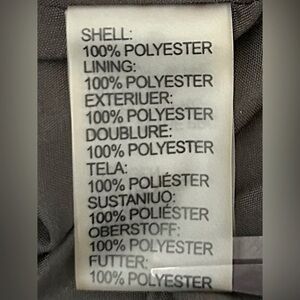 SHELL:
100% POLYESTER
LINING:
100% POLYESTER
EXTERIUER:
100% POLYESTER
DOUBLURE:
100% POLYESTER
TELA:
100% POLIÉSTER
SUSTANIUO:
100% POLIÉSTER
OBERSTOFF:
100% POLYESTER
FUTTER:
100% POLYESTER